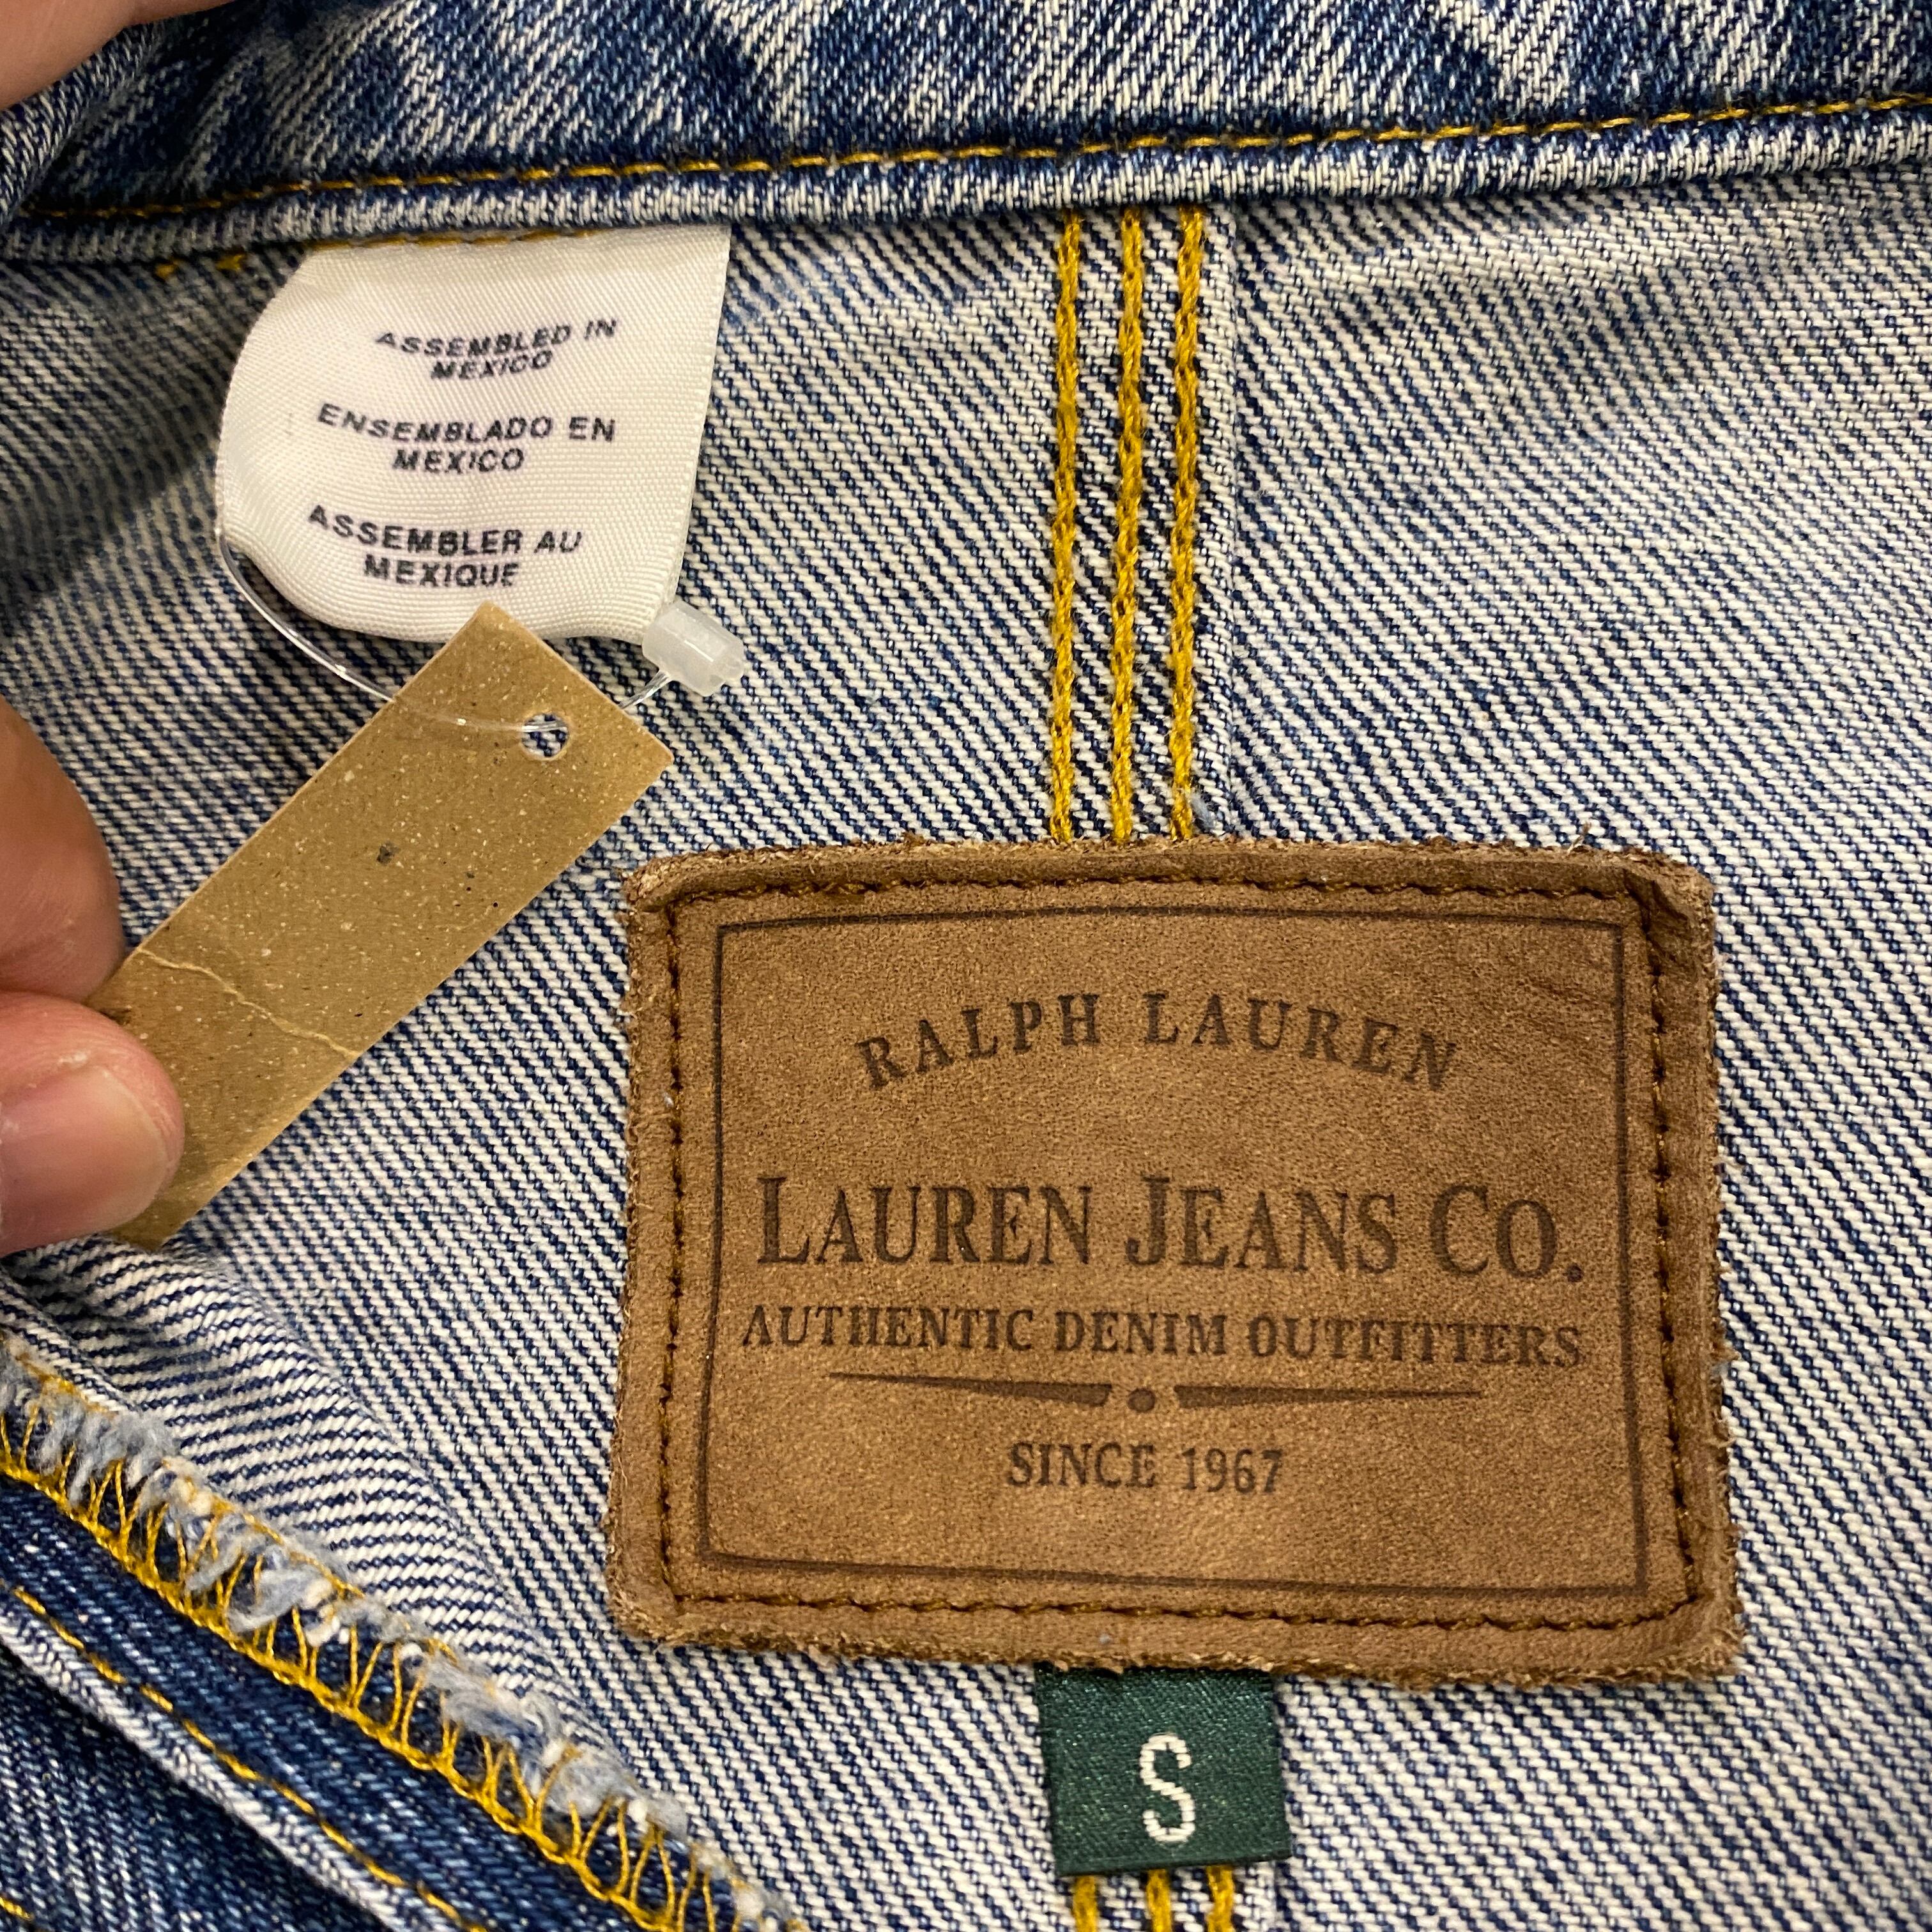 ASSEMBLED IN
MEXICO
ENSEMBLADO EN
MEXICO
ASSEMBLER AU
MEXIQUE
RALPH LAUREN
LAUREN JEANS CO.
AUTHENTIC DENIM OUTFITTERS
SINCE 1967
S